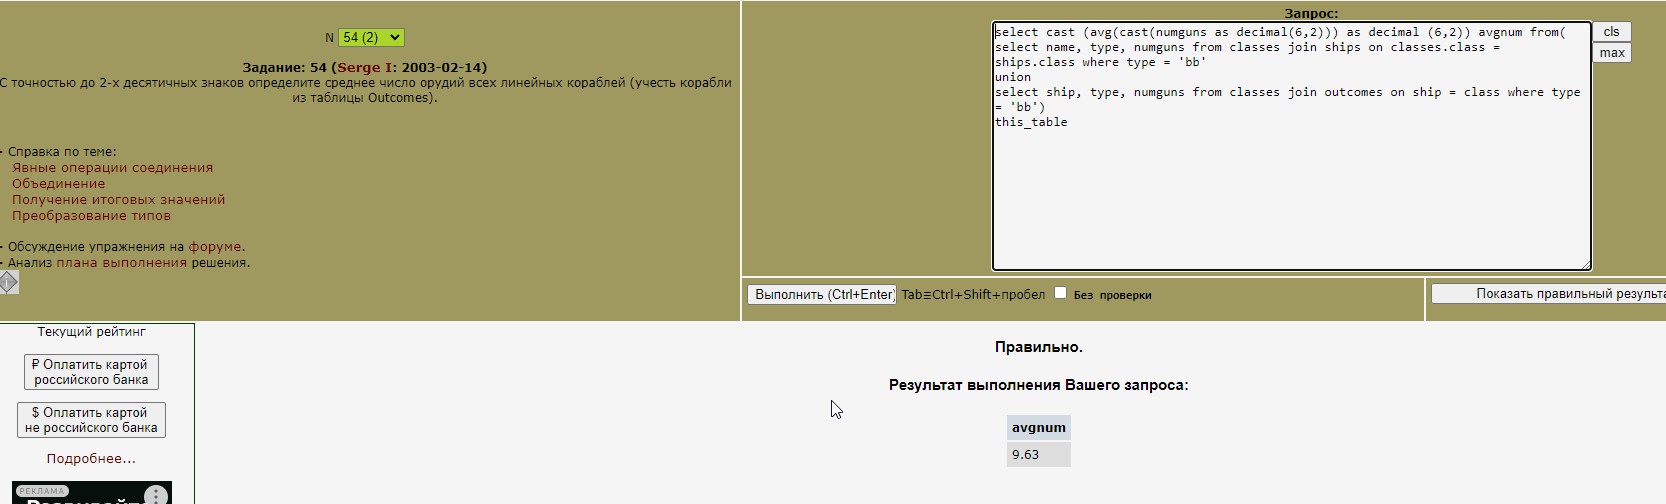 N 54 (2)
Задание: 54 (Serge I: 2003-02-14)
С точностью до 2-х десятичных знаков определите среднее число орудий всех линейных кораблей (учесть корабли
из таблицы Outcomes).
Справка по теме:
Явные операции соединения
Объединение
Получение итоговых значений
Преобразование типов
Обсуждение упражнения на форуме.
Анализ плана выполнения решения.
Запрос:
select cast (avg(cast(numguns as decimal(6,2))) as decimal (6,2)) avgnum from(
select name, type, numguns from classes join ships on classes.class =
ships.class where type = 'bb'
union
select ship, type, numguns from classes join outcomes on ship = class where type
= 'bb')
this_table
cls
max
Выполнить (Ctrl+Enter) Tab≡Ctrl+Shift+пробел Без проверки
Показать правильный результа
Текущий рейтинг
₽ Оплатить картой
российского банка
$ Оплатить картой
не российского банка
Подробнее...
РЕКЛАМА
Правильно.
Результат выполнения Вашего запроса:
avgnum
9.63